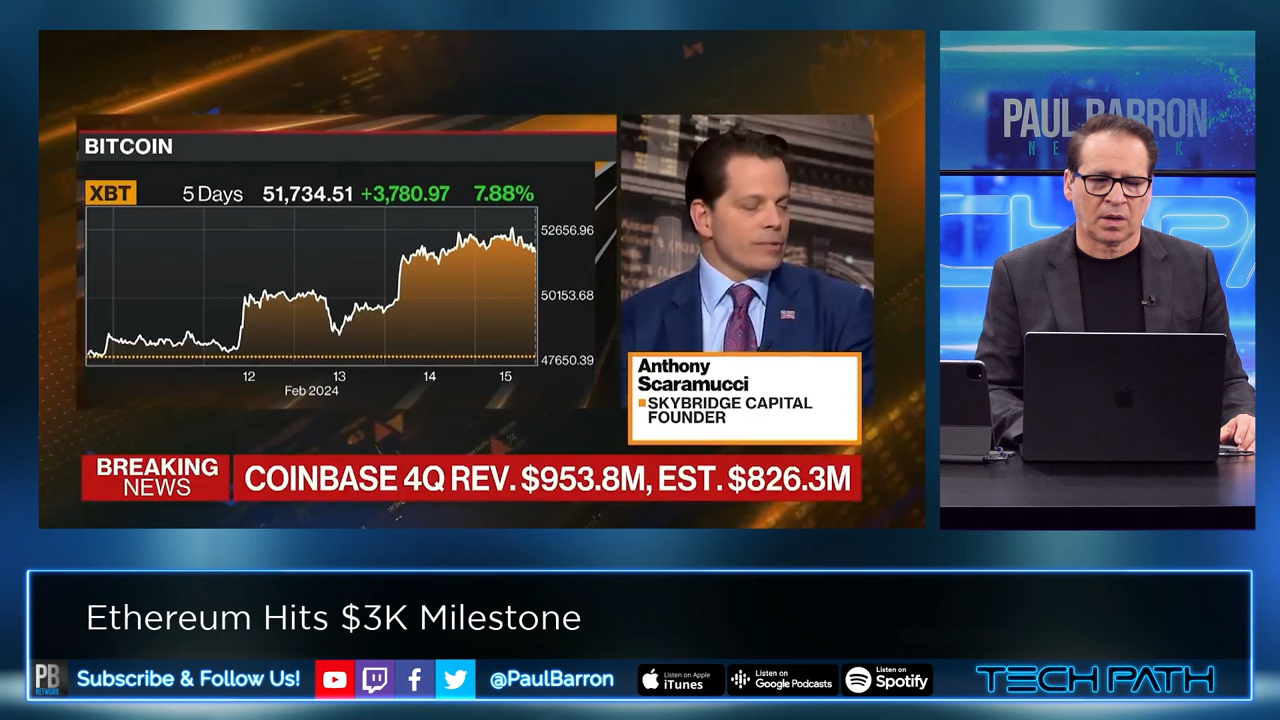 BITCOIN
XBT 5 Days 51,734.51 +3,780.97 7.88%
52656.96
50153.68
47650.39
12 13 14 15
Feb 2024
Anthony
Scaramucci
SKYBRIDGE CAPITAL
FOUNDER
BREAKING
NEWS
COINBASE 4Q REV. $953.8M, EST. $826.3M
PAUL BARRON
Ethereum Hits $3K Milestone
PB
NETWORK
Subscribe & Follow Us!
@PaulBarron
Listen on Apple
iTunes
Listen on
Google Podcasts
Listen on
Spotify
TECH PATH